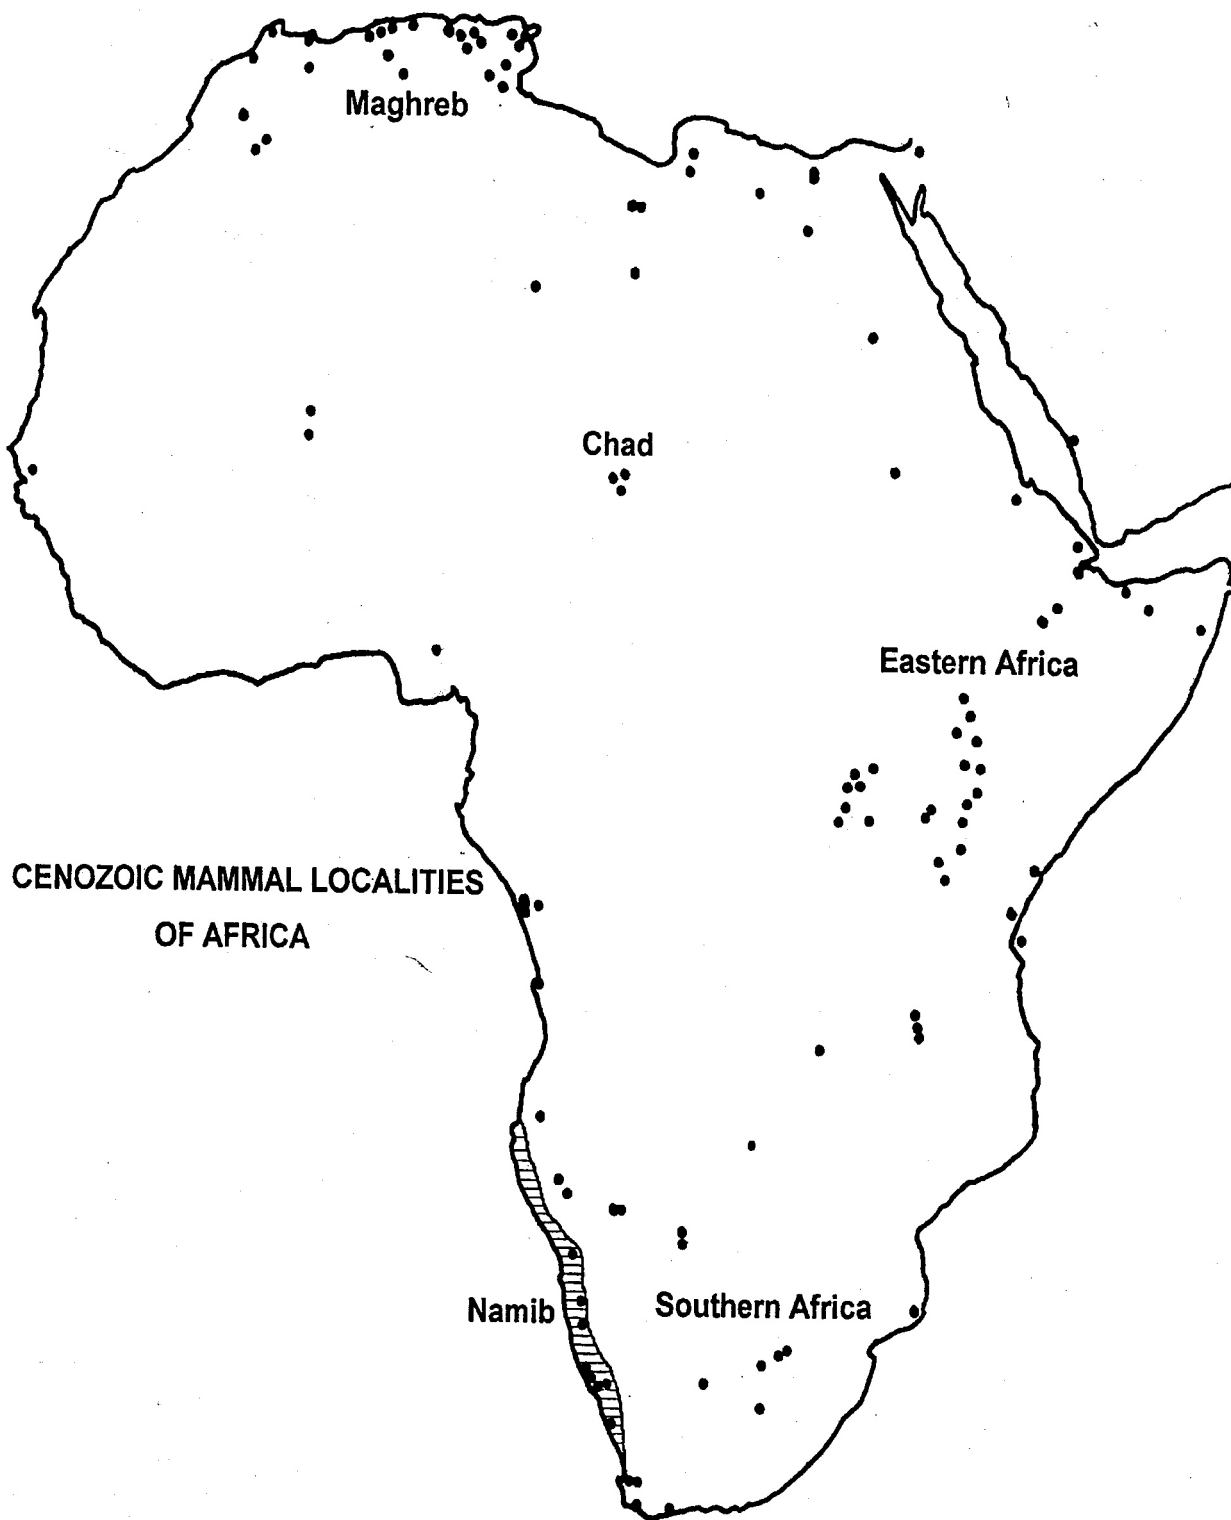 Maghreb
Chad
Eastern Africa
CENOZOIC MAMMAL LOCALITIES
OF AFRICA
Namib
Southern Africa